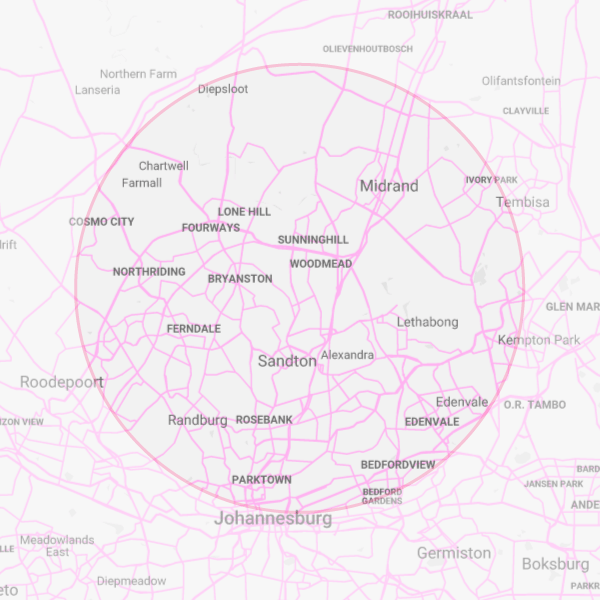 ROOIHUISKRAAL
OLIEVENHOUTBOSCH
Northern Farm
Lanseria
Diepsloot
Olifantsfontein
CLAYVILLE
Chartwell
Farmall
Midrand
IVORY PARK
Tembisa
COSMO CITY
LONE HILL
FOURWAYS
SUNNINGHILL
drift
WOODMEAD
NORTHRIDING
BRYANSTON
GLEN MAR
FERNDALE
Lethabong
Kempton Park
Sandton
Alexandra
Roodepoort
Edenvale
O.R. TAMBO
Randburg
ROSEBANK
EDENVALE
ZON VIEW
BEDFORDVIEW
BARD
PARKTOWN
JANSEN PARK
BEDFORD
GARDENS
ANDE
Johannesburg
Meadowlands
East
LLE
Germiston
Boksburg
Diepmeadow
PARKR
eto